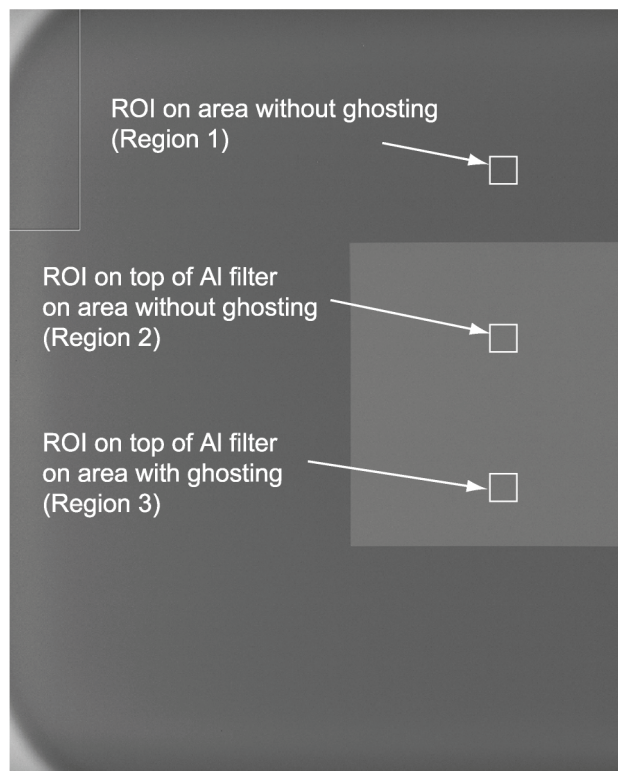 ROI on area without ghosting
(Region 1)
ROI on top of Al filter
on area without ghosting
(Region 2)
ROI on top of Al filter
on area with ghosting
(Region 3)